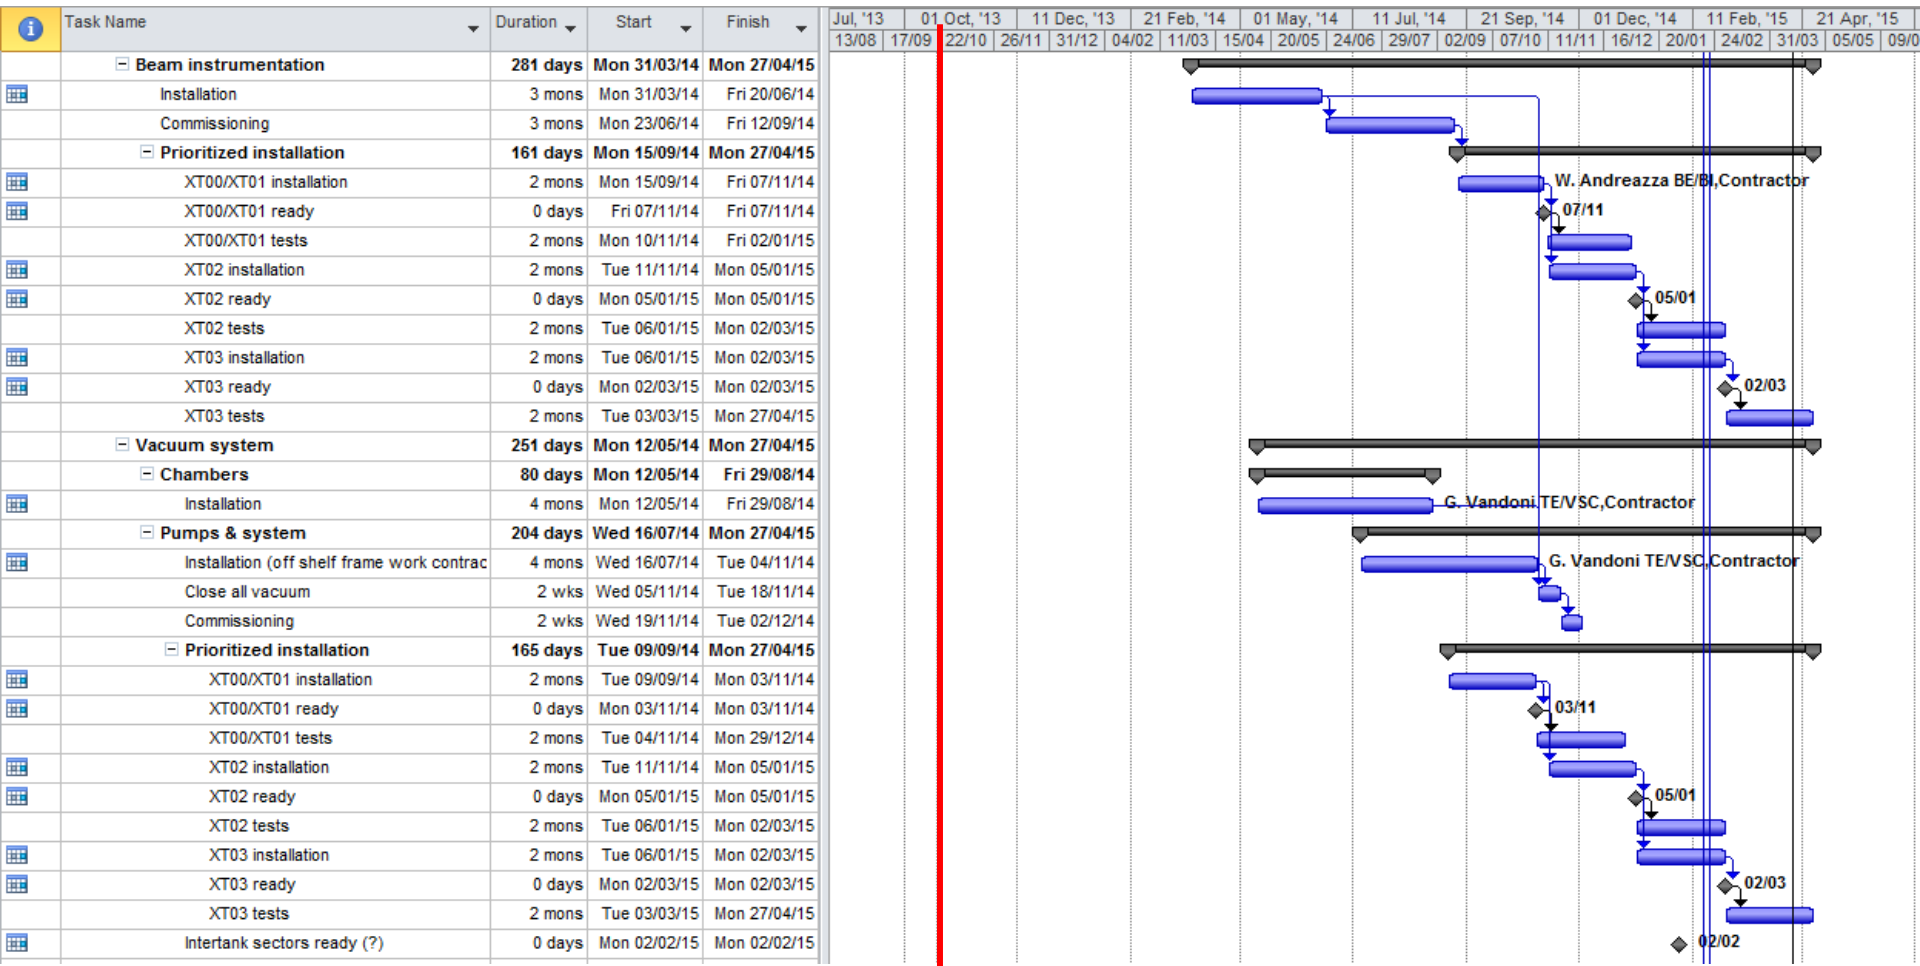 Task Name Duration Start Finish Jul, '13 01 Oct, '13 11 Dec, '13 21 Feb, '14 01 May, '14 11 Jul, '14 21 Sep, '14 01 Dec, '14 11 Feb, '15 21 Apr, '15
13/08 17/09 22/10 26/11 31/12 04/02 11/03 15/04 20/05 24/06 29/07 02/09 07/10 11/11 16/12 20/01 24/02 31/03 05/05 09/0
Beam instrumentation 281 days Mon 31/03/14 Mon 27/04/15
Installation 3 mons Mon 31/03/14 Fri 20/06/14
Commissioning 3 mons Mon 23/06/14 Fri 12/09/14
Prioritized installation 161 days Mon 15/09/14 Mon 27/04/15
XT00/XT01 installation 2 mons Mon 15/09/14 Fri 07/11/14 W. Andreazza BE/BI,Contractor
XT00/XT01 ready 0 days Fri 07/11/14 Fri 07/11/14 07/11
XT00/XT01 tests 2 mons Mon 10/11/14 Fri 02/01/15
XT02 installation 2 mons Tue 11/11/14 Mon 05/01/15
XT02 ready 0 days Mon 05/01/15 Mon 05/01/15 05/01
XT02 tests 2 mons Tue 06/01/15 Mon 02/03/15
XT03 installation 2 mons Tue 06/01/15 Mon 02/03/15
XT03 ready 0 days Mon 02/03/15 Mon 02/03/15 02/03
XT03 tests 2 mons Tue 03/03/15 Mon 27/04/15
Vacuum system 251 days Mon 12/05/14 Mon 27/04/15
Chambers 80 days Mon 12/05/14 Fri 29/08/14
Installation 4 mons Mon 12/05/14 Fri 29/08/14 G. Vandoni TE/VSC,Contractor
Pumps & system 204 days Wed 16/07/14 Mon 27/04/15
Installation (off shelf frame work contrac 4 mons Wed 16/07/14 Tue 04/11/14 G. Vandoni TE/VSC,Contractor
Close all vacuum 2 wks Wed 05/11/14 Tue 18/11/14
Commissioning 2 wks Wed 19/11/14 Tue 02/12/14
Prioritized installation 165 days Tue 09/09/14 Mon 27/04/15
XT00/XT01 installation 2 mons Tue 09/09/14 Mon 03/11/14
XT00/XT01 ready 0 days Mon 03/11/14 Mon 03/11/14 03/11
XT00/XT01 tests 2 mons Tue 04/11/14 Mon 29/12/14
XT02 installation 2 mons Tue 11/11/14 Mon 05/01/15
XT02 ready 0 days Mon 05/01/15 Mon 05/01/15 05/01
XT02 tests 2 mons Tue 06/01/15 Mon 02/03/15
XT03 installation 2 mons Tue 06/01/15 Mon 02/03/15
XT03 ready 0 days Mon 02/03/15 Mon 02/03/15 02/03
XT03 tests 2 mons Tue 03/03/15 Mon 27/04/15
Intertank sectors ready (?) 0 days Mon 02/02/15 Mon 02/02/15 02/02